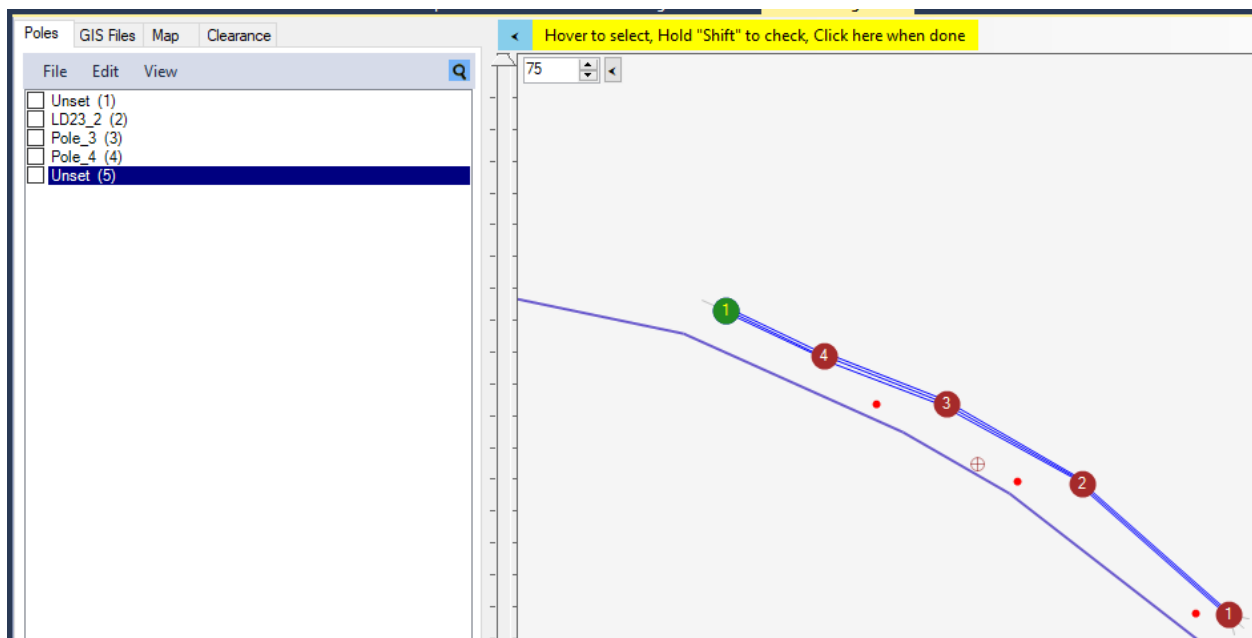 Poles GIS Files Map Clearance
< Hover to select, Hold "Shift" to check, Click here when done
File Edit View
75 <
Unset (1)
LD23_2 (2)
Pole_3 (3)
Pole_4 (4)
Unset (5)
1
4
3
2
1